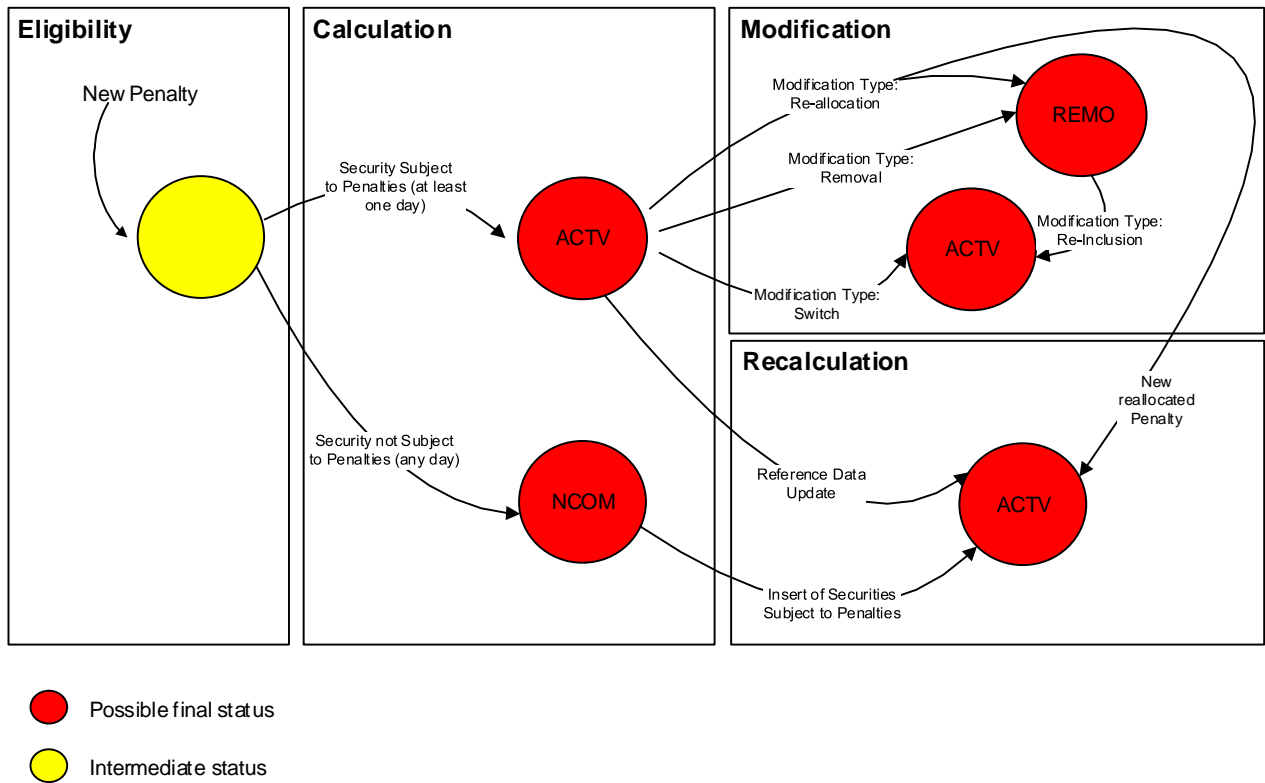 Eligibility
New Penalty
Calculation
Security Subject
to Penalties (at least
one day)
ACTV
Security not Subject
to Penalties (any day)
NCOM
Modification
Modification Type:
Re-allocation
REMO
Modification Type:
Removal
Modification Type:
Re-Inclusion
ACTV
Modification Type:
Switch
Recalculation
New
reallocated
Penalty
Reference Data
Update
ACTV
Insert of Securities
Subject to Penalties
Possible final status
Intermediate status